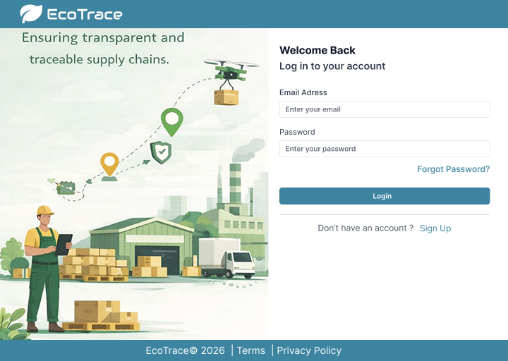 EcoTrace
Ensuring transparent and
traceable supply chains.
Welcome Back
Log in to your account
Email Adress
Enter your email
Password
Enter your password
Forgot Password?
Login
Don't have an account ? Sign Up
EcoTrace© 2026 | Terms | Privacy Policy